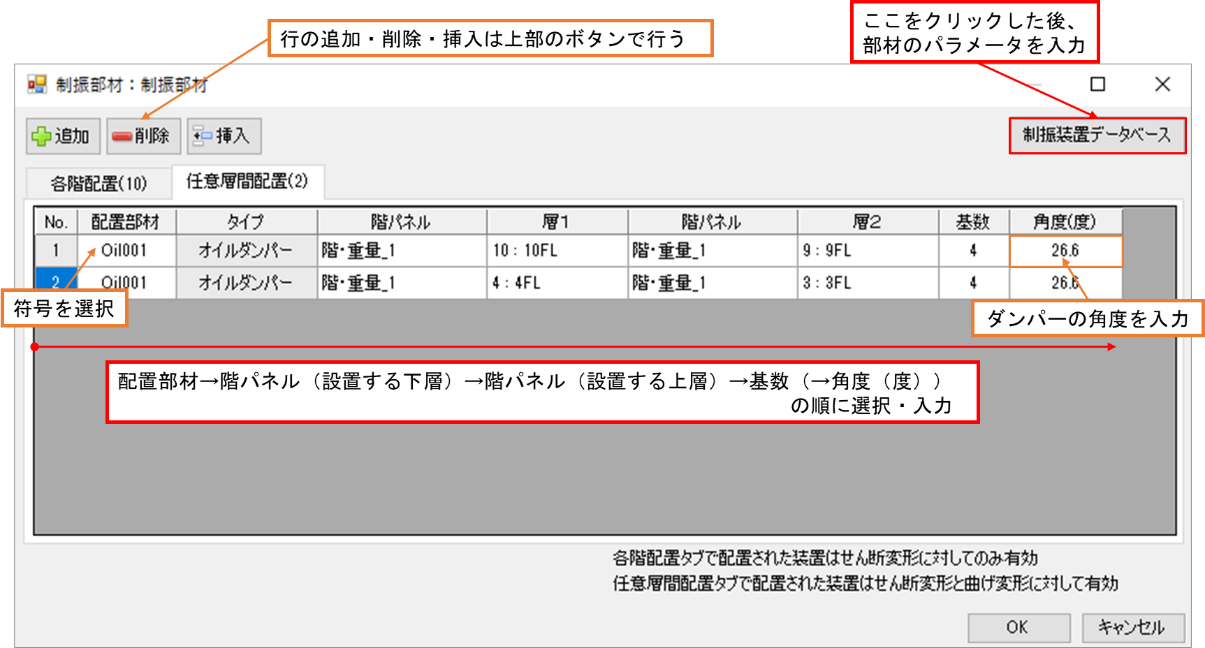 ここをクリックした後、
部材のパラメータを入力
行の追加・削除・挿入は上部のボタンで行う
制振部材：制振部材
追加 削除 挿入 制振装置データベース
各階配置(10) 任意層間配置(2)
No. 配置部材 タイプ 階パネル 層1 階パネル 層2 基数 角度(度)
1 Oil001 オイルダンパー 階・重量_1 10：10FL 階・重量_1 9：9FL 4 26.6
2 Oil001 オイルダンパー 階・重量_1 4：4FL 階・重量_1 3：3FL 4 26.6
符号を選択
ダンパーの角度を入力
配置部材→階パネル（設置する下層）→階パネル（設置する上層）→基数（→角度（度））
の順に選択・入力
各階配置タブで配置された装置はせん断変形に対してのみ有効
任意層間配置タブで配置された装置はせん断変形と曲げ変形に対して有効
OK キャンセル